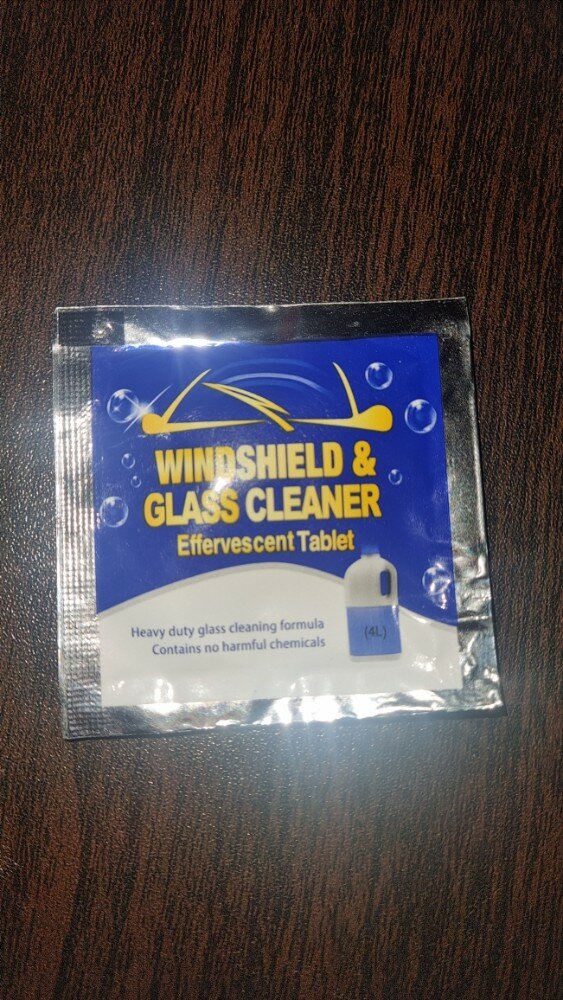 WINDSHIELD &
GLASS CLEANER
Effervescent Tablet
Heavy duty glass cleaning formula
Contains no harmful chemicals
(4L)